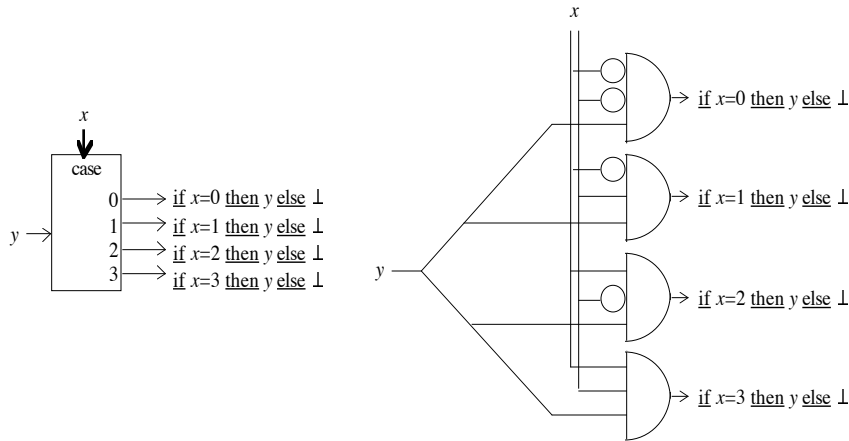 x
case
0 if x=0 then y else ⊥
1 if x=1 then y else ⊥
2 if x=2 then y else ⊥
3 if x=3 then y else ⊥
y
x
if x=0 then y else ⊥
if x=1 then y else ⊥
y
if x=2 then y else ⊥
if x=3 then y else ⊥